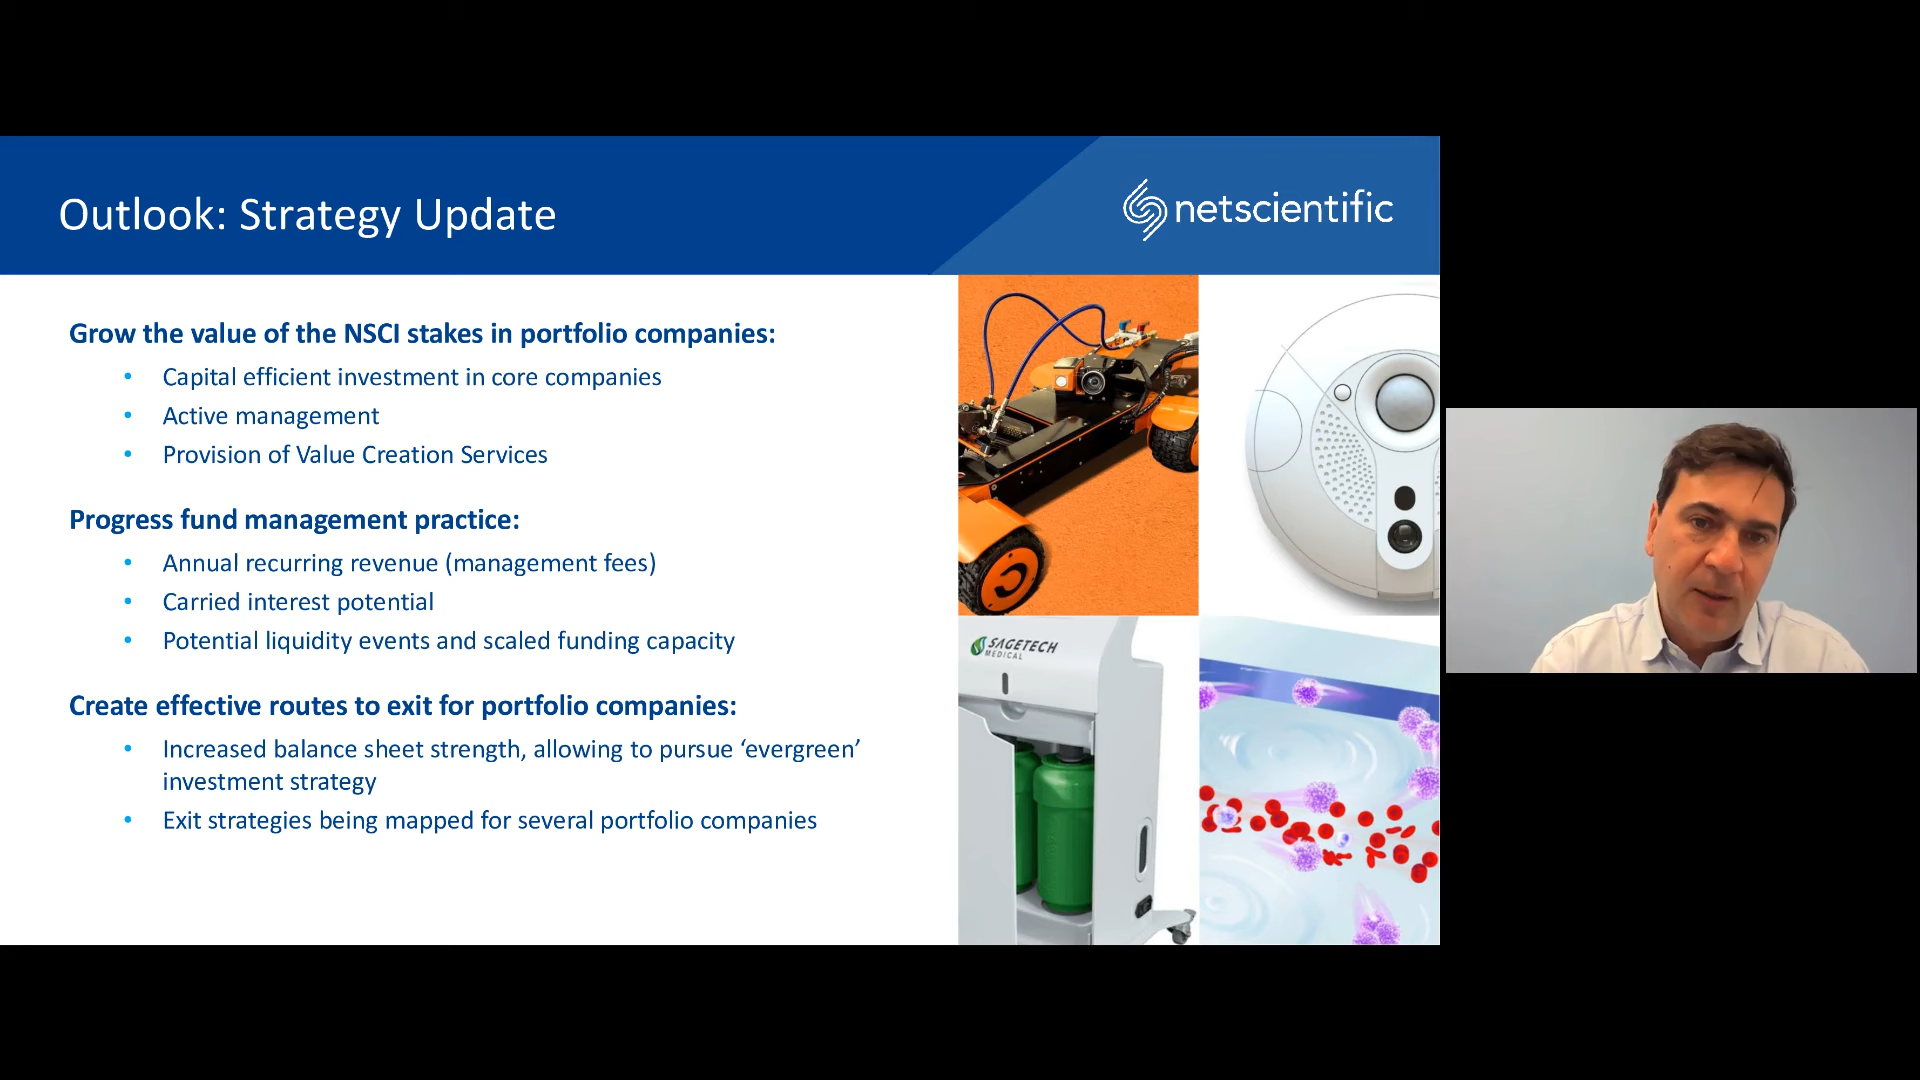 Outlook: Strategy Update
netscientific
Grow the value of the NSCI stakes in portfolio companies:
• Capital efficient investment in core companies
• Active management
• Provision of Value Creation Services
Progress fund management practice:
• Annual recurring revenue (management fees)
• Carried interest potential
• Potential liquidity events and scaled funding capacity
Create effective routes to exit for portfolio companies:
• Increased balance sheet strength, allowing to pursue ‘evergreen’
investment strategy
• Exit strategies being mapped for several portfolio companies
SAGETECH
MEDICAL